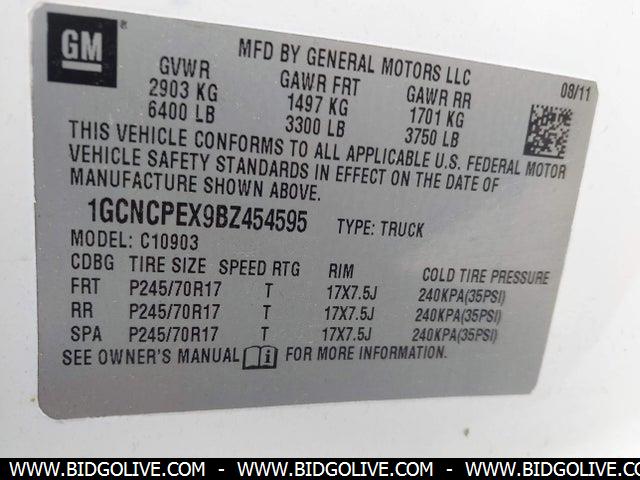 GM
MFD BY GENERAL MOTORS LLC
GVWR GAWR FRT GAWR RR 08/11
2903 KG 1497 KG 1701 KG
6400 LB 3300 LB 3750 LB
THIS VEHICLE CONFORMS TO ALL APPLICABLE U.S. FEDERAL MOTOR
VEHICLE SAFETY STANDARDS IN EFFECT ON THE DATE OF
MANUFACTURE SHOWN ABOVE.
1GCNCPEX9BZ454595 TYPE: TRUCK
MODEL: C10903
CDBG TIRE SIZE SPEED RTG RIM COLD TIRE PRESSURE
FRT P245/70R17 T 17X7.5J 240KPA(35PSI)
RR P245/70R17 T 17X7.5J 240KPA(35PSI)
SPA P245/70R17 T 17X7.5J 240KPA(35PSI)
SEE OWNER'S MANUAL i FOR MORE INFORMATION.
WWW.BIDGOLIVE.COM - WWW.BIDGOLIVE.COM - WWW.BIDGOLIVE.COM